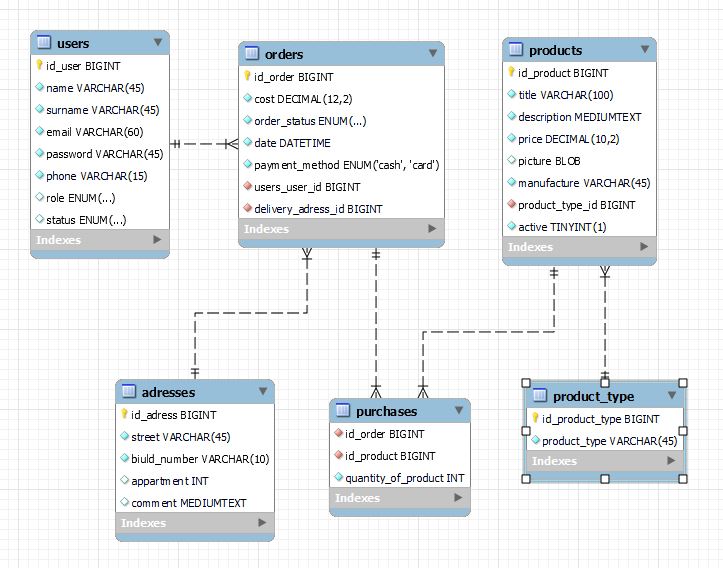 users
id_user BIGINT
name VARCHAR(45)
surname VARCHAR(45)
email VARCHAR(60)
password VARCHAR(45)
phone VARCHAR(15)
role ENUM(...)
status ENUM(...)
Indexes
orders
id_order BIGINT
cost DECIMAL(12,2)
order_status ENUM(...)
date DATETIME
payment_method ENUM('cash', 'card')
users_user_id BIGINT
delivery_adress_id BIGINT
Indexes
products
id_product BIGINT
title VARCHAR(100)
description MEDIUMTEXT
price DECIMAL(10,2)
picture BLOB
manufacture VARCHAR(45)
product_type_id BIGINT
active TINYINT(1)
Indexes
adresses
id_adress BIGINT
street VARCHAR(45)
biuld_number VARCHAR(10)
appartment INT
comment MEDIUMTEXT
Indexes
purchases
id_order BIGINT
id_product BIGINT
quantity_of_product INT
Indexes
product_type
id_product_type BIGINT
product_type VARCHAR(45)
Indexes